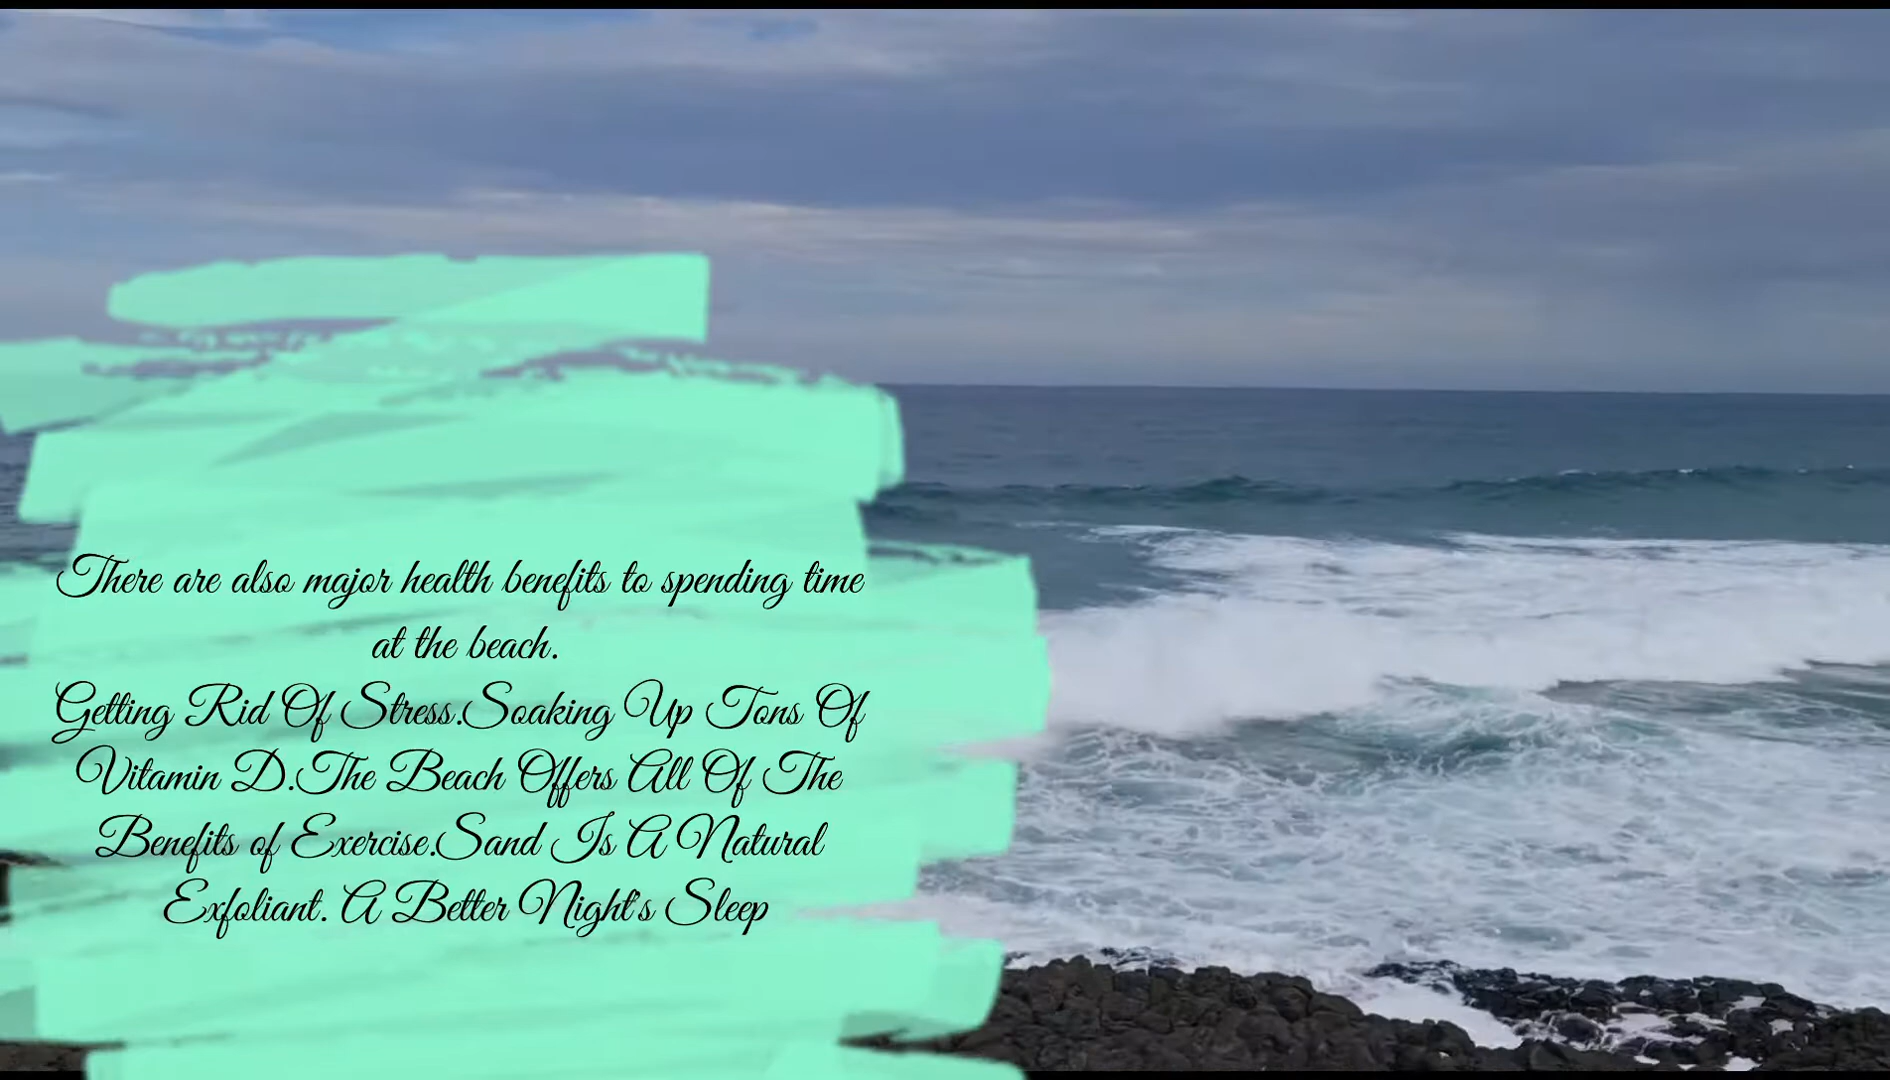 There are also major health benefits to spending time
at the beach.
Getting Rid Of Stress.Soaking Up Tons Of
Vitamin D.The Beach Offers All Of The
Benefits of Exercise.Sand Is A Natural
Exfoliant. A Better Night's Sleep